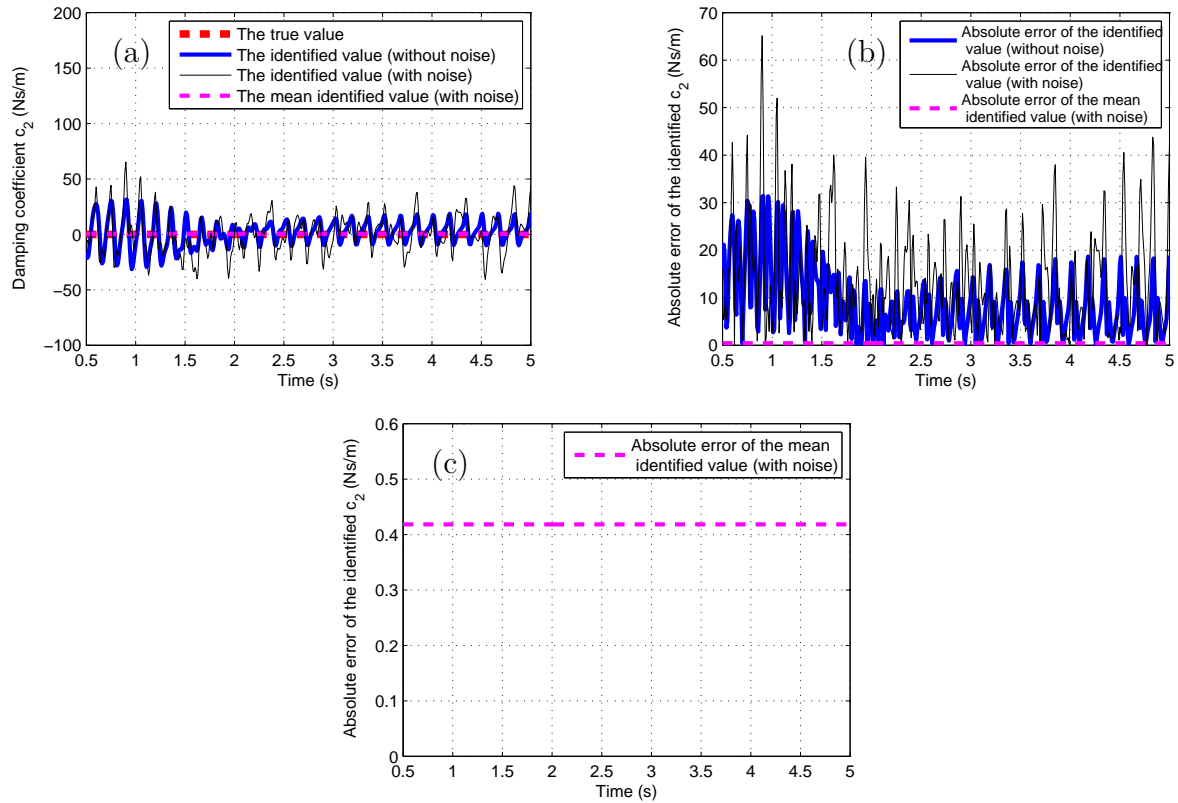 (a)
The true value
The identified value (without noise)
The identified value (with noise)
The mean identified value (with noise)
200
150
100
50
0
−50
−100
0.5 1 1.5 2 2.5 3 3.5 4 4.5 5
Time (s)
Damping coefficient c2 (Ns/m)
(b)
Absolute error of the identified
value (without noise)
Absolute error of the identified
value (with noise)
Absolute error of the mean
identified value (with noise)
70
60
50
40
30
20
10
0
0.5 1 1.5 2 2.5 3 3.5 4 4.5 5
Time (s)
Absolute error of the identified c2 (Ns/m)
(c)
Absolute error of the mean
identified value (with noise)
0.6
0.5
0.4
0.3
0.2
0.1
0
0.5 1 1.5 2 2.5 3 3.5 4 4.5 5
Time (s)
Absolute error of the identified c2 (Ns/m)